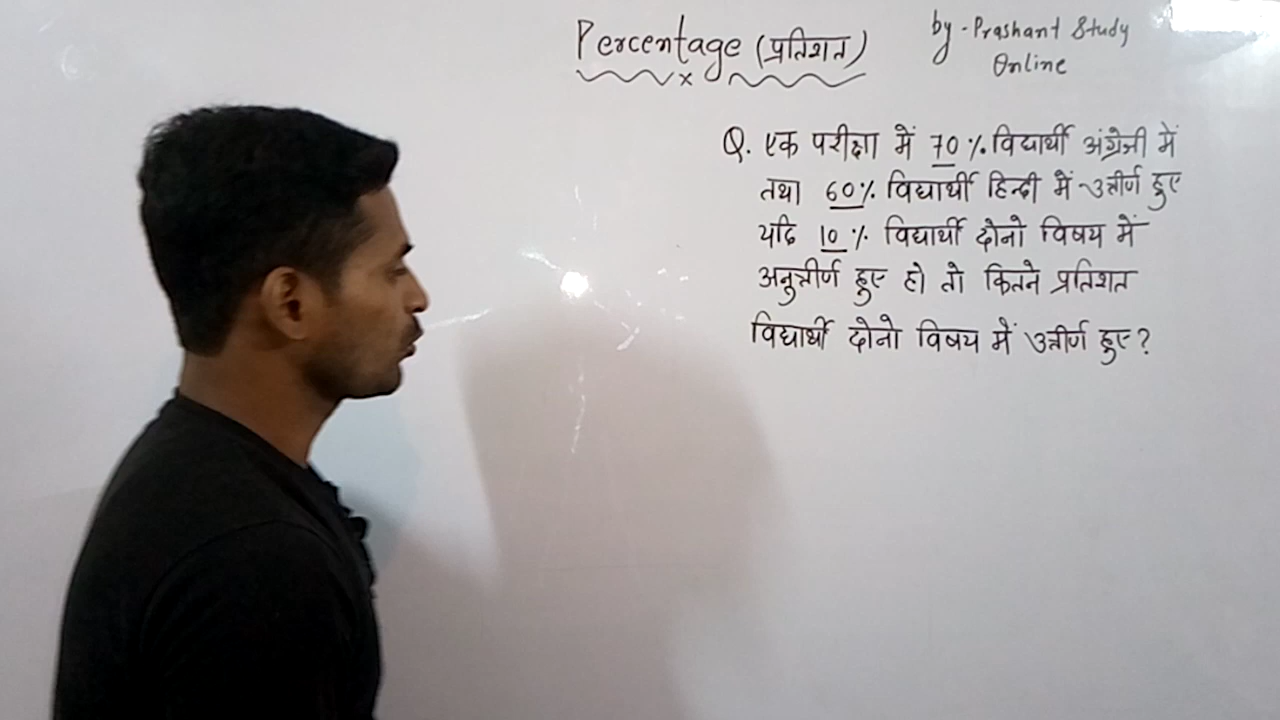 Percentage (प्रतिशत)
by - Prashant Study
Online
Q. एक परीक्षा में 70% विद्यार्थी अंग्रेजी में
तथा 60% विद्यार्थी हिन्दी में उत्तीर्ण हुए
यदि 10% विद्यार्थी दोनो विषय में
अनुत्तीर्ण हुए हो तो कितने प्रतिशत
विद्यार्थी दोनो विषय में उत्तीर्ण हुए?